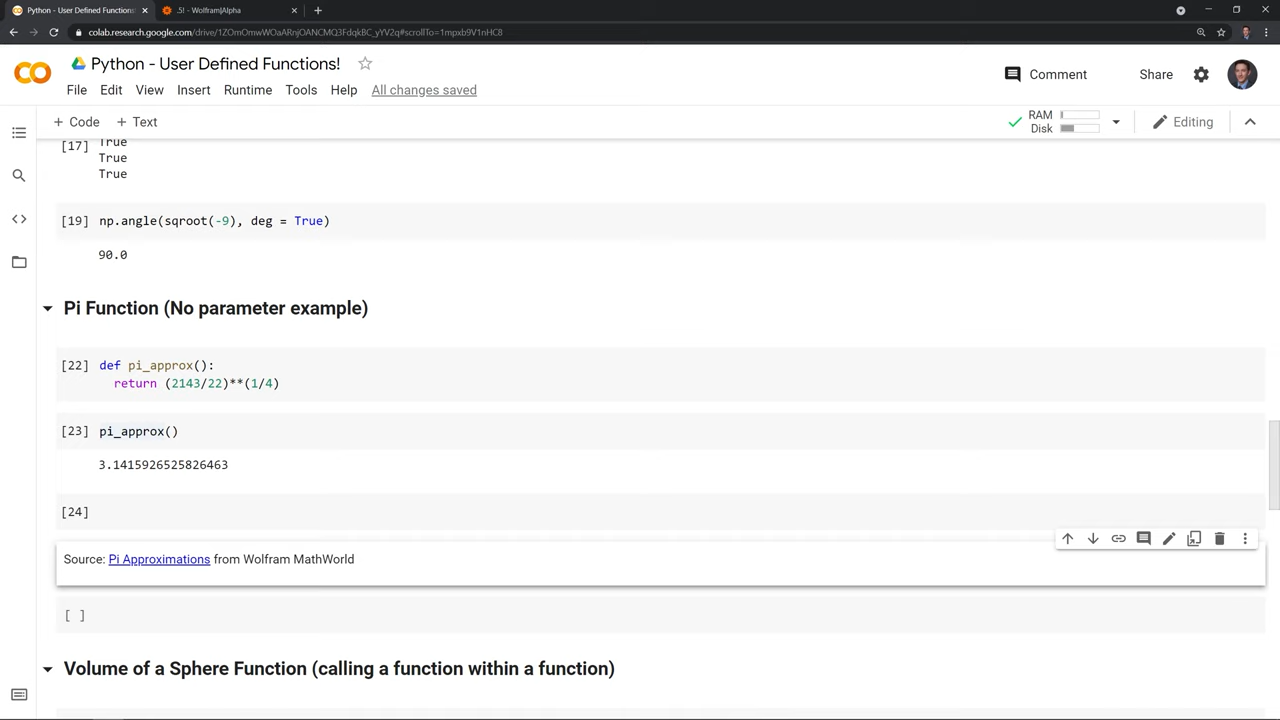 Python - User Defined Functions
.5! - Wolfram|Alpha
colab.research.google.com/drive/1ZOmOmwWOaARnjOANCMQ3FdqkBC_yYV2q#scrollTo=1mpxb9V1nHC8
Python - User Defined Functions!
Comment
Share
File Edit View Insert Runtime Tools Help All changes saved
+ Code + Text
RAM
Disk
Editing
[17] True
True
True
[19] np.angle(sqroot(-9), deg = True)
90.0
Pi Function (No parameter example)
[22] def pi_approx():
return (2143/22)**(1/4)
[23] pi_approx()
3.1415926525826463
[24]
Source: Pi Approximations from Wolfram MathWorld
[ ]
Volume of a Sphere Function (calling a function within a function)